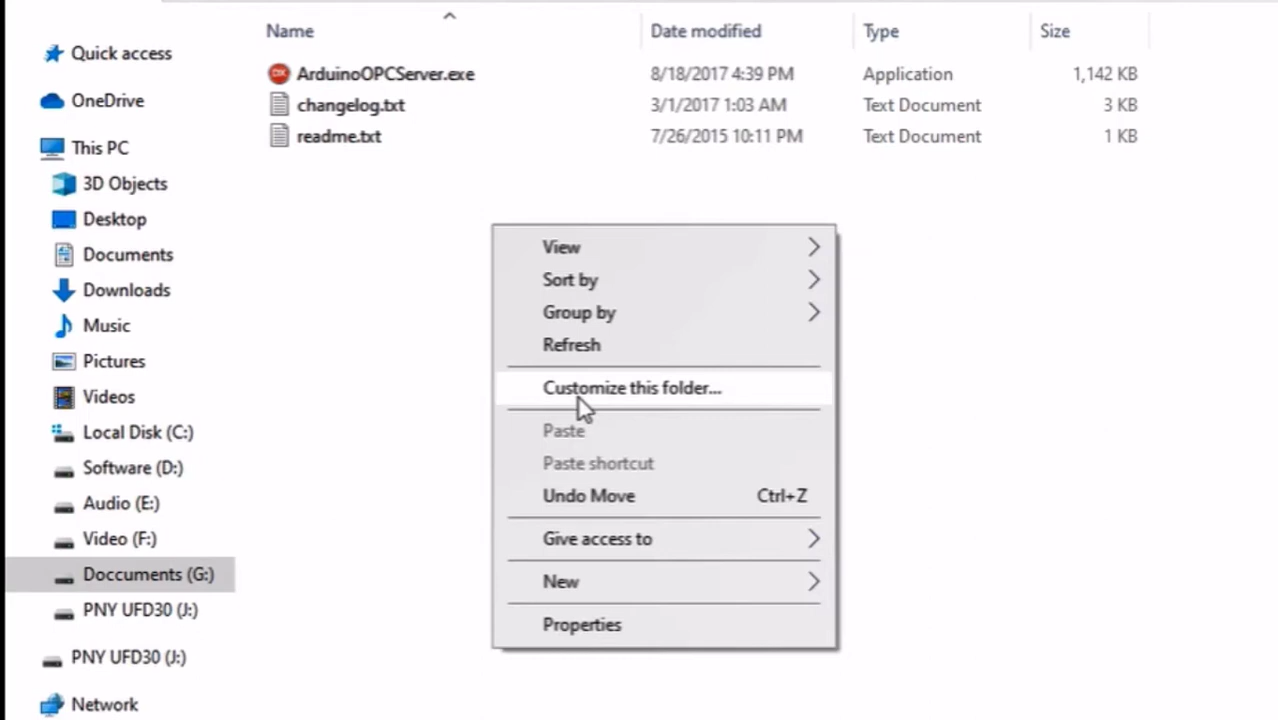 Name Date modified Type Size
ArduinoOPCServer.exe 8/18/2017 4:39 PM Application 1,142 KB
changelog.txt 3/1/2017 1:03 AM Text Document 3 KB
readme.txt 7/26/2015 10:11 PM Text Document 1 KB
Quick access
OneDrive
This PC
3D Objects
Desktop
Documents
Downloads
Music
Pictures
Videos
Local Disk (C:)
Software (D:)
Audio (E:)
Video (F:)
Doccuments (G:)
PNY UFD30 (J:)
PNY UFD30 (J:)
Network
View
Sort by
Group by
Refresh
Customize this folder...
Paste
Paste shortcut
Undo Move Ctrl+Z
Give access to
New
Properties